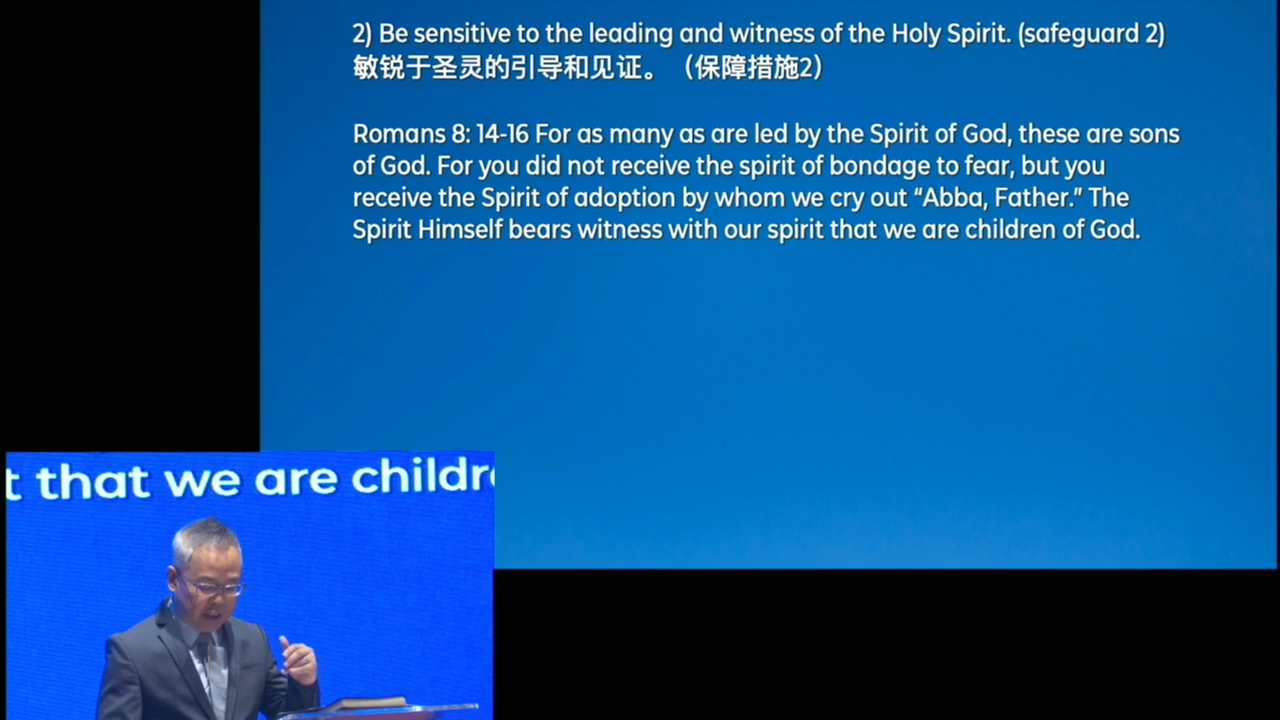 2) Be sensitive to the leading and witness of the Holy Spirit. (safeguard 2)
敏锐于圣灵的引导和见证。（保障措施2）
Romans 8: 14-16 For as many as are led by the Spirit of God, these are sons
of God. For you did not receive the spirit of bondage to fear, but you
receive the Spirit of adoption by whom we cry out “Abba, Father.” The
Spirit Himself bears witness with our spirit that we are children of God.
t that we are childre